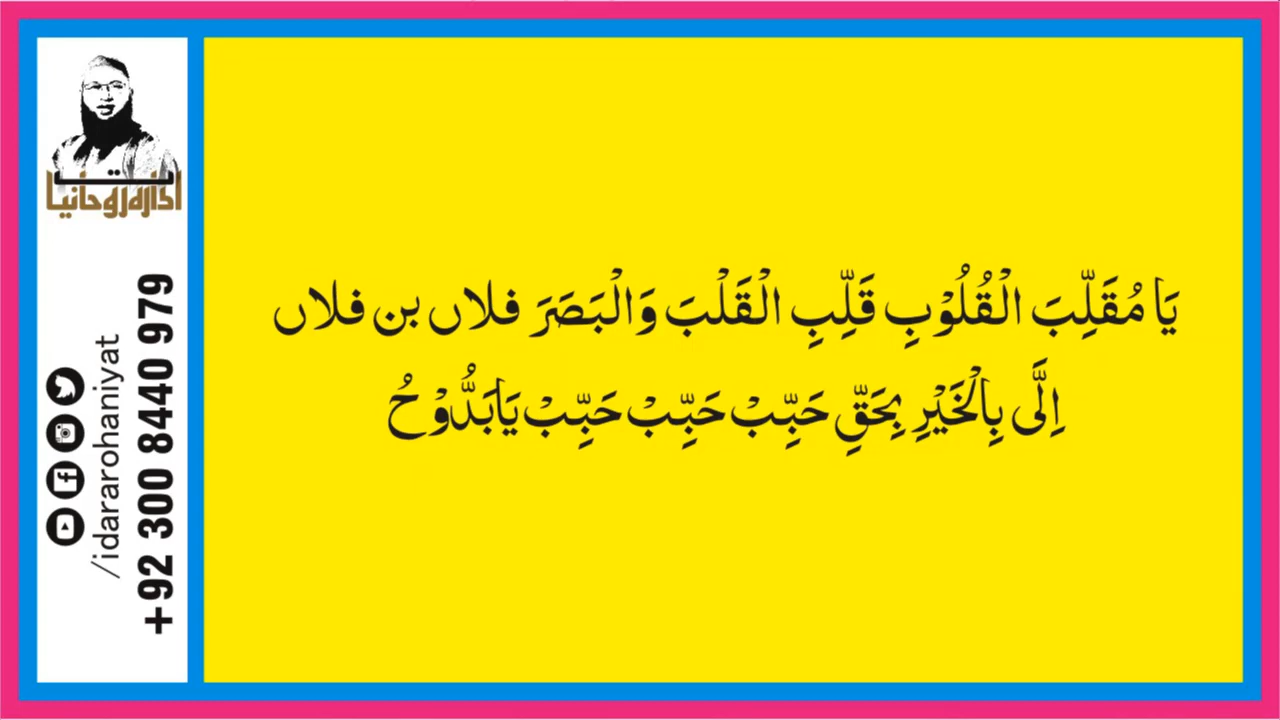 يَا مُقَلِّبَ الْقُلُوْبِ قَلِّبِ الْقَلْبَ وَالْبَصَرَ فلاں بن فلاں
اِلَّی بِالْخَيْرِ بِحَقِّ حَبِّبْ حَبِّبْ حَبِّبْ يَابَدُّوْحُ
ادارہ روحانیات
/idararohaniyat
+92 300 8440 979